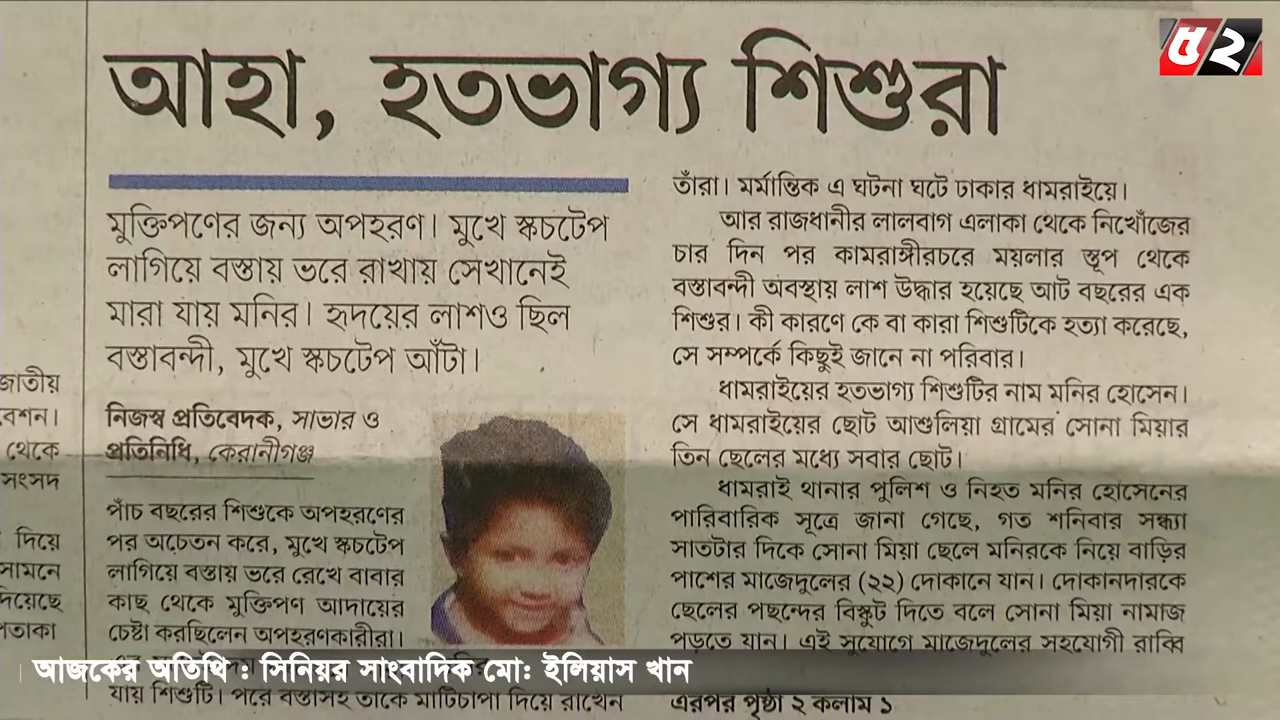 ৫২
আহা, হতভাগ্য শিশুরা
মুক্তিপণের জন্য অপহরণ। মুখে স্কচটেপ
লাগিয়ে বস্তায় ভরে রাখায় সেখানেই
মারা যায় মনির। হৃদয়ের লাশও ছিল
বস্তাবন্দী, মুখে স্কচটেপ আঁটা।
নিজস্ব প্রতিবেদক, সাভার ও
প্রতিনিধি, কেরানীগঞ্জ
পাঁচ বছরের শিশুকে অপহরণের
পর অচেতন করে, মুখে স্কচটেপ
লাগিয়ে বস্তায় ভরে রেখে বাবার
কাছ থেকে মুক্তিপণ আদায়ের
চেষ্টা করছিলেন অপহরণকারীরা।
যায় শিশুটি। পরে বস্তাসহ তাকে মাটিচাপা দিয়ে রাখেন
তাঁরা। মর্মান্তিক এ ঘটনা ঘটে ঢাকার ধামরাইয়ে।
আর রাজধানীর লালবাগ এলাকা থেকে নিখোঁজের
চার দিন পর কামরাঙ্গীরচরে ময়লার স্তূপ থেকে
বস্তাবন্দী অবস্থায় লাশ উদ্ধার হয়েছে আট বছরের এক
শিশুর। কী কারণে কে বা কারা শিশুটিকে হত্যা করেছে,
সে সম্পর্কে কিছুই জানে না পরিবার।
ধামরাইয়ের হতভাগ্য শিশুটির নাম মনির হোসেন।
সে ধামরাইয়ের ছোট আশুলিয়া গ্রামের সোনা মিয়ার
তিন ছেলের মধ্যে সবার ছোট।
ধামরাই থানার পুলিশ ও নিহত মনির হোসেনের
পারিবারিক সূত্রে জানা গেছে, গত শনিবার সন্ধ্যা
সাতটার দিকে সোনা মিয়া ছেলে মনিরকে নিয়ে বাড়ির
পাশের মাজেদুলের (২২) দোকানে যান। দোকানদারকে
ছেলের পছন্দের বিস্কুট দিতে বলে সোনা মিয়া নামাজ
পড়তে যান। এই সুযোগে মাজেদুলের সহযোগী রাব্বি
এরপর পৃষ্ঠা ২ কলাম ১
জাতীয়
বেশন।
থেকে
সংসদ
দিয়ে
সামনে
দিয়েছে
পতাকা
আজকের অতিথি : সিনিয়র সাংবাদিক মো: ইলিয়াস খান